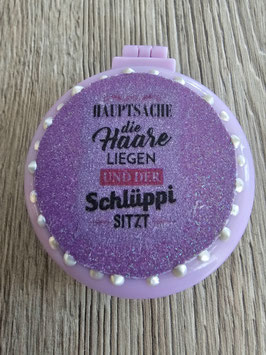 HAUPTSACHE
die
Haare
LIEGEN
UND DER
Schlüppi
SITZT